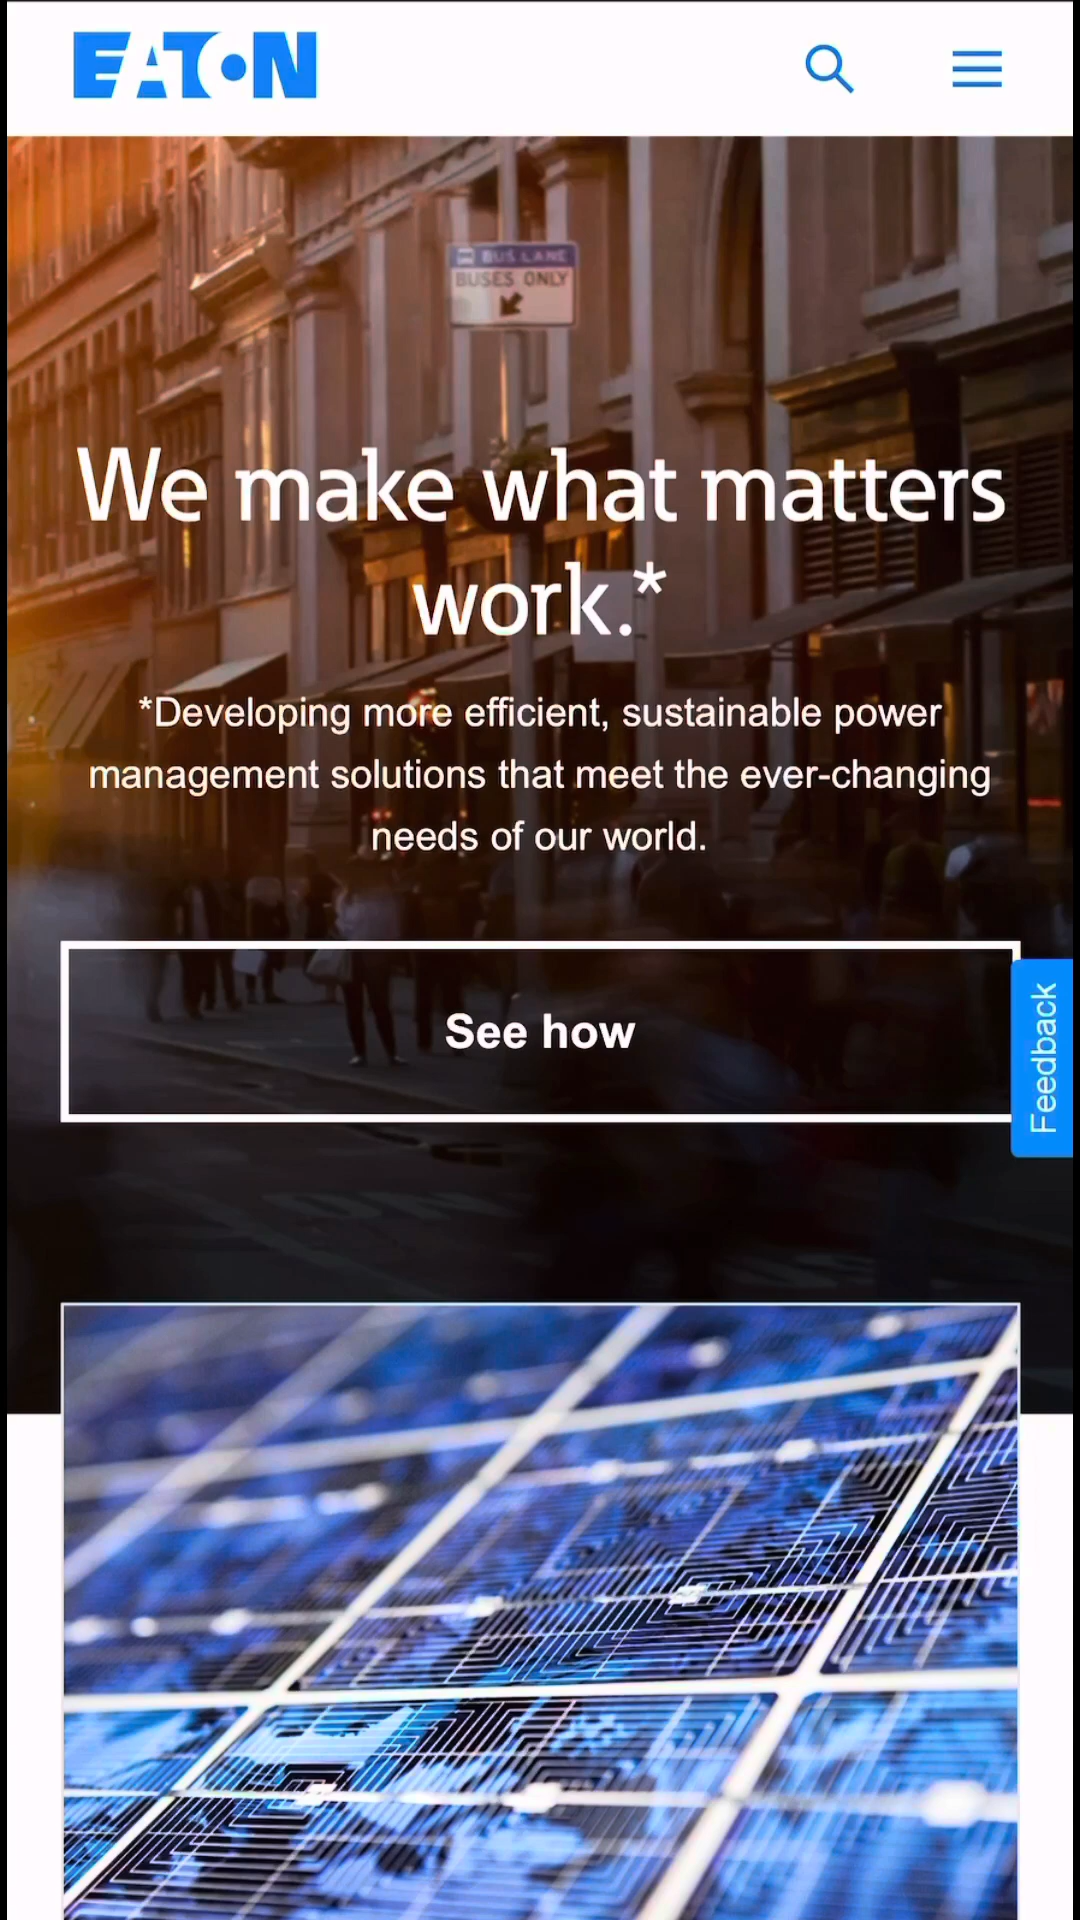 EATON
BUS LANE
BUSES ONLY
We make what matters
work.*
*Developing more efficient, sustainable power
management solutions that meet the ever-changing
needs of our world.
See how
Feedback